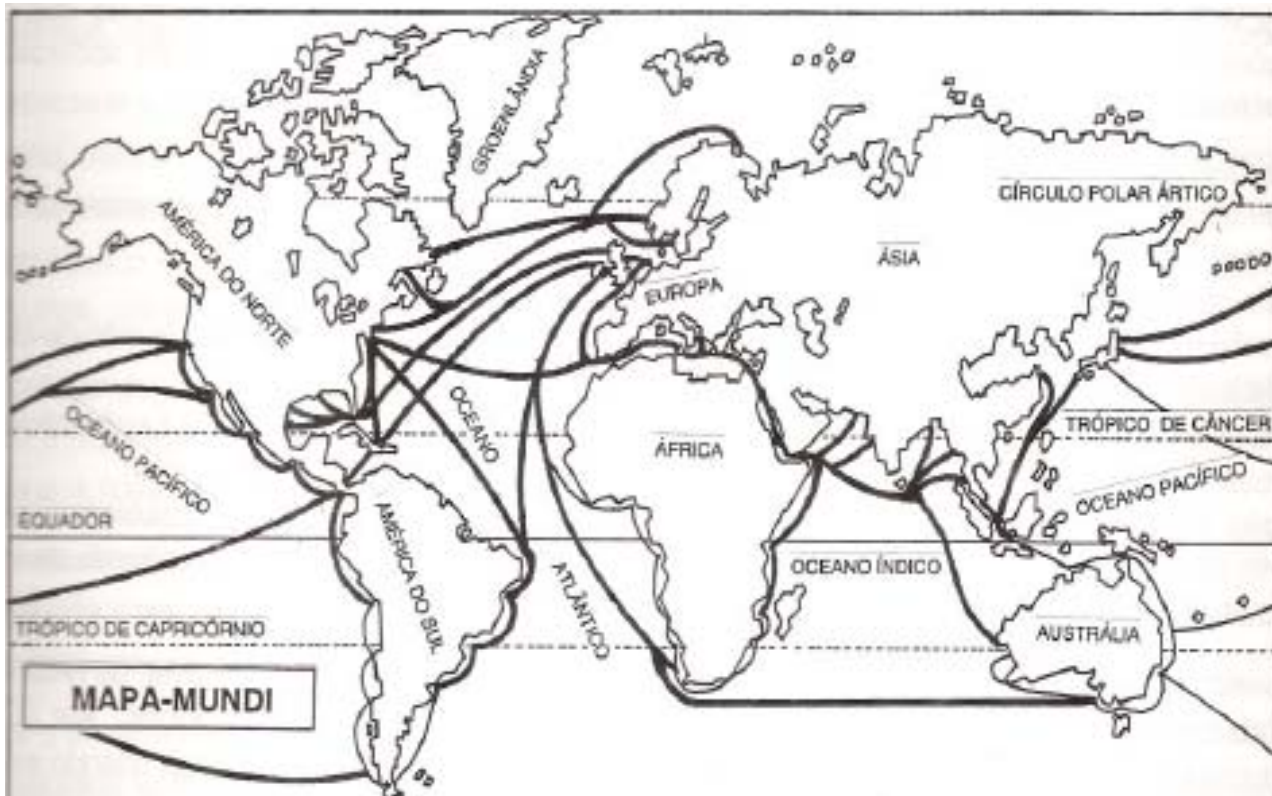 GROENLÂNDIA
CÍRCULO POLAR ÁRTICO
AMÉRICA DO NORTE
ÁSIA
EUROPA
OCEANO PACÍFICO
OCEANO
ÁFRICA
TRÓPICO DE CÂNCER
OCEANO PACÍFICO
EQUADOR
AMÉRICA DO SUL
ATLÂNTICO
OCEANO ÍNDICO
TRÓPICO DE CAPRICÓRNIO
AUSTRÁLIA
MAPA-MUNDI